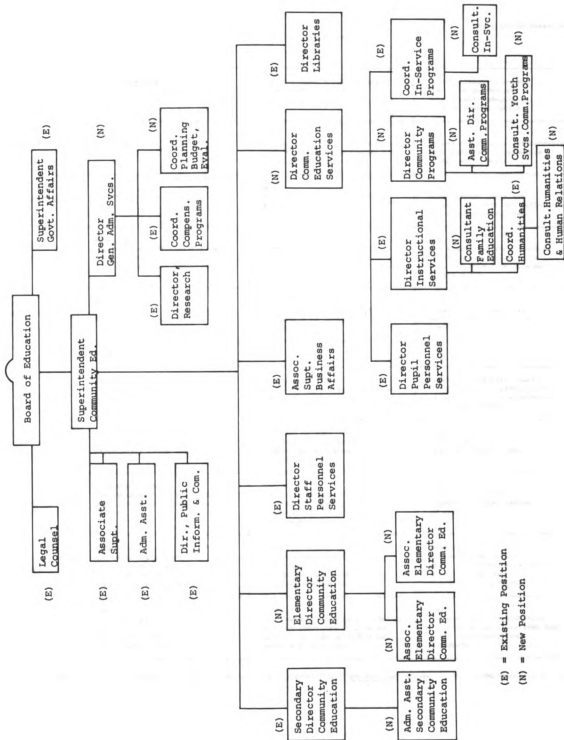 Board of Education
(E)
Legal
Counsel
(E)
Superintendent
Govt. Affairs
Superintendent
Community Ed.
(E)
Associate
Supt.
(E)
Adm. Asst.
(E)
Dir., Public
Inform. & Com.
(N)
Director
Gen. Adm. Svcs.
(E)
Director,
Research
(E)
Coord.
Compens.
Programs
(N)
Coord.
Planning
Budget,
Eval.
(E)
Secondary
Director
Community
Education
(N)
Elementary
Director
Community
Education
(E)
Director
Staff
Personnel
Services
(E)
Assoc.
Supt.
Business
Affairs
(N)
Director
Comm.
Education
Services
(E)
Director
Libraries
(N)
Adm. Asst.
Secondary
Community
Education
(N)
Assoc.
Elementary
Director
Comm. Ed.
(N)
Assoc.
Elementary
Director
Comm. Ed.
(E)
Director
Pupil
Personnel
Services
(E)
Director
Instructional
Services
(N)
Consultant
Family
Education
(E)
Coord.
Humanities
(N)
Consult.Humanities
& Human Relations
(N)
Director
Community
Programs
(N)
Asst. Dir.
Comm.Programs
(N)
Consult. Youth
Svcs.Comm.Programs
(E)
Coord.
In-Service
Programs
(N)
Consult.
In-Svc.
(E) = Existing Position
(N) = New Position